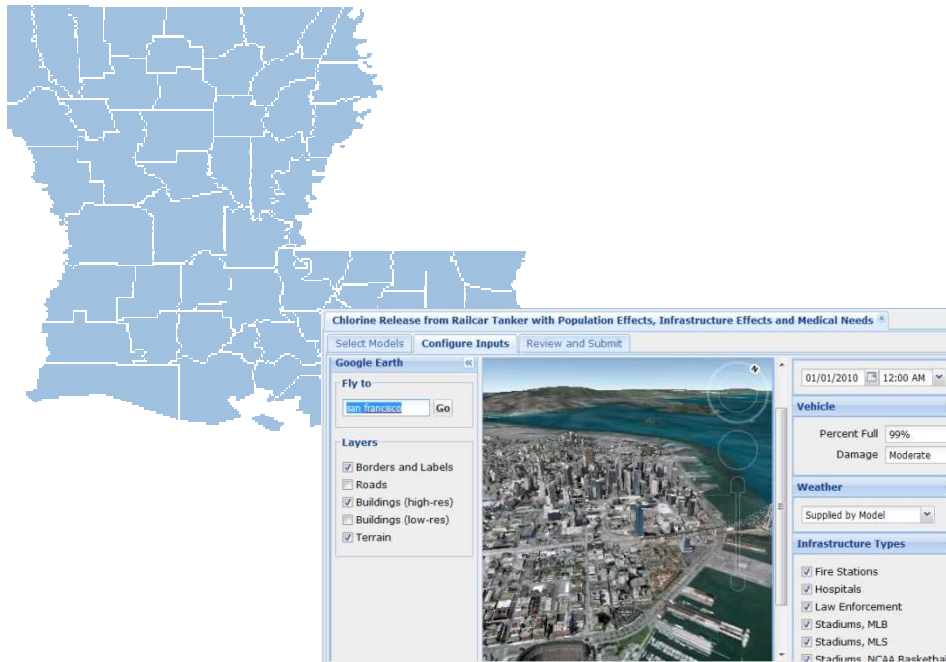 Chlorine Release from Railcar Tanker with Population Effects, Infrastructure Effects and Medical Needs
Select Models Configure Inputs Review and Submit
Google Earth
Fly to
san francisco Go
Layers
Borders and Labels
Roads
Buildings (high-res)
Buildings (low-res)
Terrain
N
01/01/2010 12:00 AM
Vehicle
Percent Full 99%
Damage Moderate
Weather
Supplied by Model
Infrastructure Types
Fire Stations
Hospitals
Law Enforcement
Stadiums, MLB
Stadiums, MLS
Stadiums, NCAA